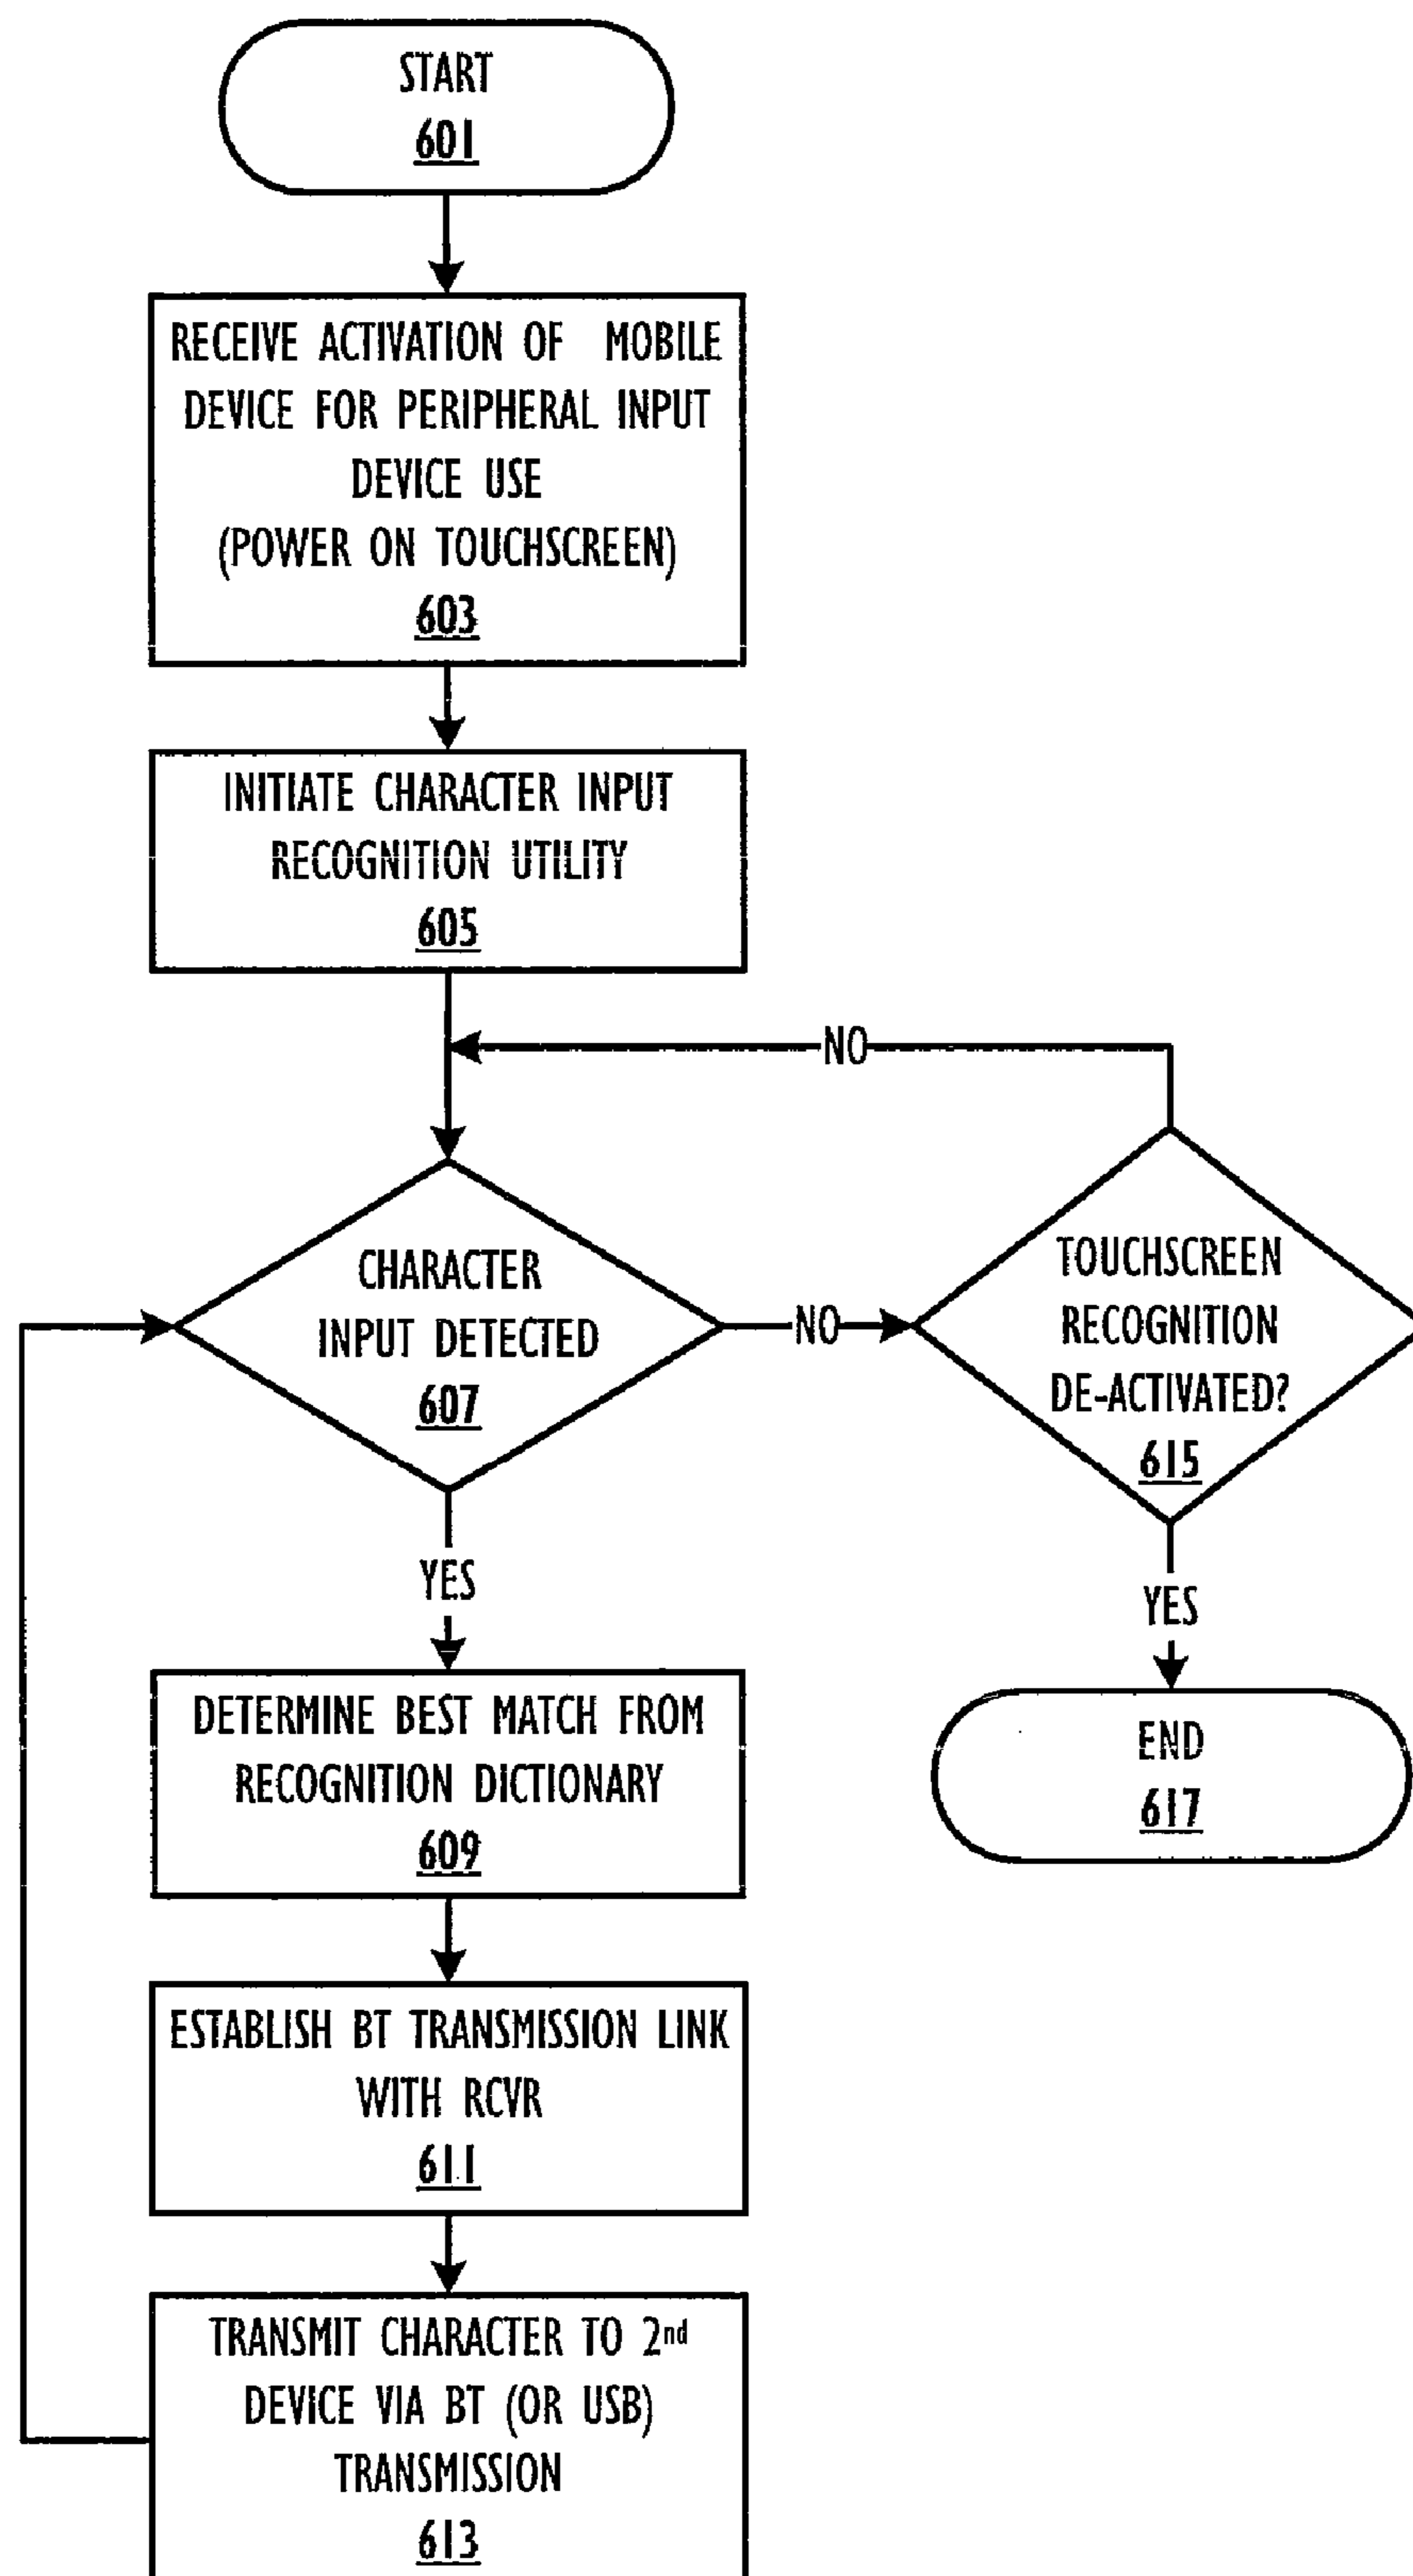 START
601
RECEIVE ACTIVATION OF MOBILE
DEVICE FOR PERIPHERAL INPUT
DEVICE USE
(POWER ON TOUCHSCREEN)
603
INITIATE CHARACTER INPUT
RECOGNITION UTILITY
605
NO
CHARACTER
INPUT DETECTED
607
NO
TOUCHSCREEN
RECOGNITION
DE-ACTIVATED?
615
YES
YES
DETERMINE BEST MATCH FROM
RECOGNITION DICTIONARY
609
END
617
ESTABLISH BT TRANSMISSION LINK
WITH RCVR
611
TRANSMIT CHARACTER TO 2nd
DEVICE VIA BT (OR USB)
TRANSMISSION
613